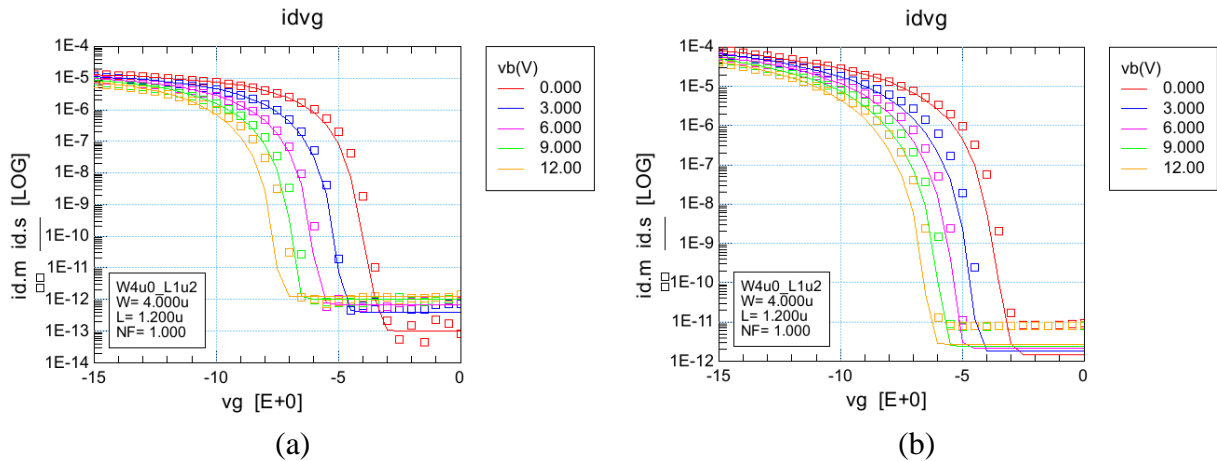 idvg
1E-4
1E-5
1E-6
1E-7
1E-8
1E-9
1E-10
1E-11
1E-12
1E-13
1E-14
-15
-10
-5
0
vg [E+0]
id.m id.s [LOG]
W4u0_L1u2
W= 4.000u
L= 1.200u
NF= 1.000
vb(V)
0.000
3.000
6.000
9.000
12.00
(a)
idvg
1E-4
1E-5
1E-6
1E-7
1E-8
1E-9
1E-10
1E-11
1E-12
-15
-10
-5
0
vg [E+0]
id.m id.s [LOG]
W4u0_L1u2
W= 4.000u
L= 1.200u
NF= 1.000
vb(V)
0.000
3.000
6.000
9.000
12.00
(b)